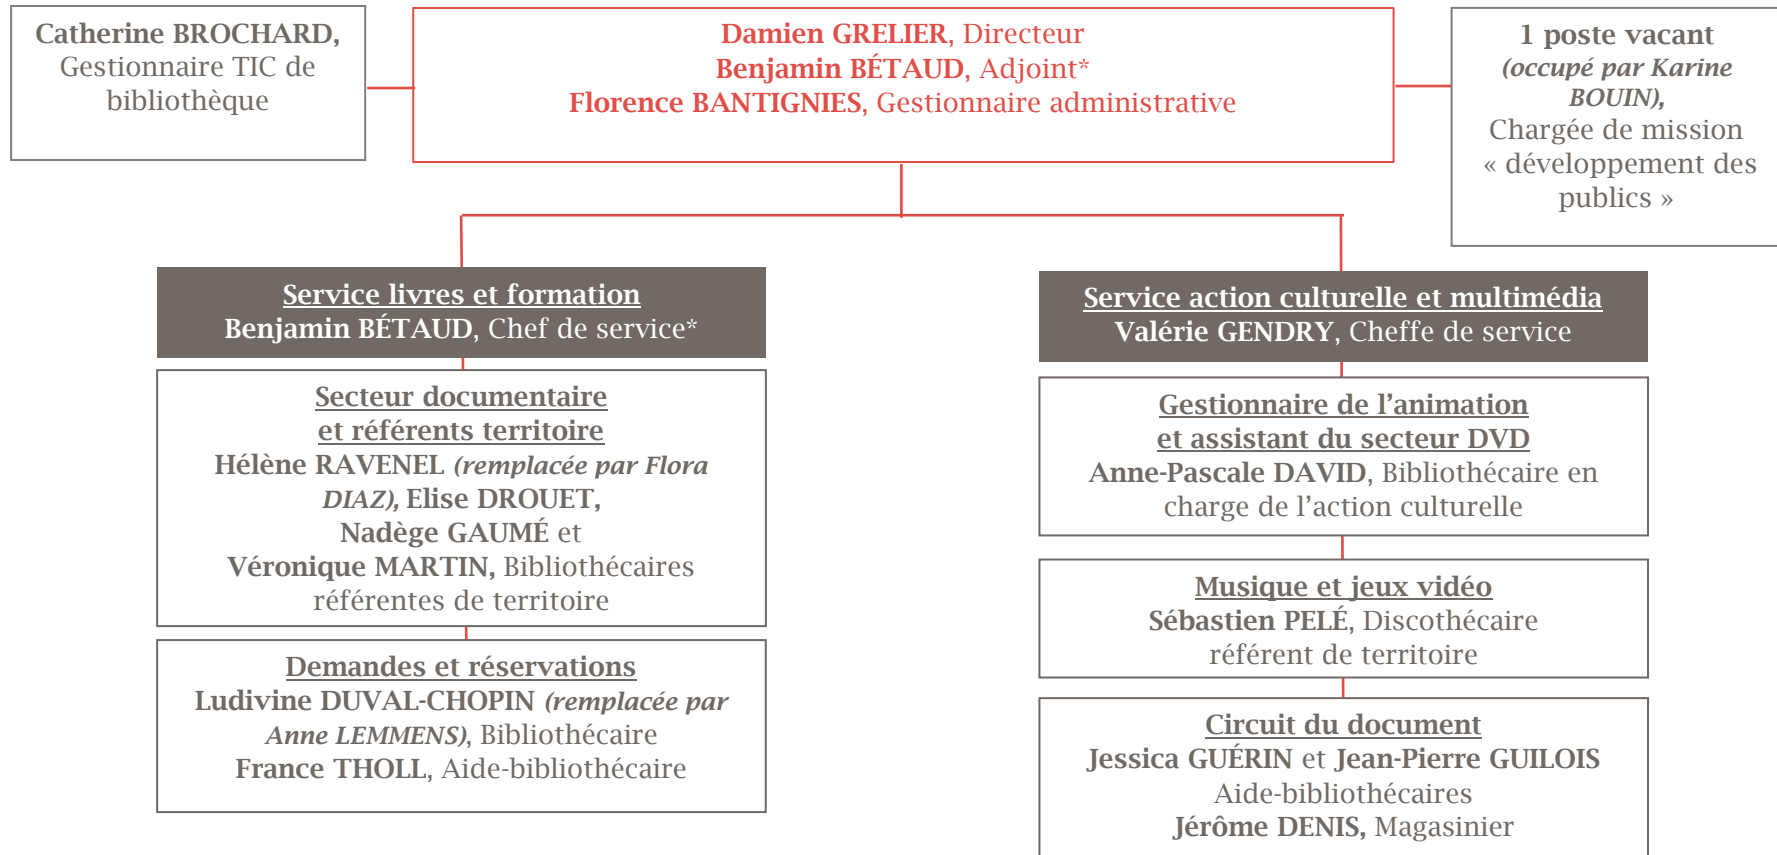 Catherine BROCHARD,
Gestionnaire TIC de
bibliothèque
Damien GRELIER, Directeur
Benjamin BÉTAUD, Adjoint*
Florence BANTIGNIES, Gestionnaire administrative
1 poste vacant
(occupé par Karine
BOUIN),
Chargée de mission
« développement des
publics »
Service livres et formation
Benjamin BÉTAUD, Chef de service*
Secteur documentaire
et référents territoire
Hélène RAVENEL (remplacée par Flora
DIAZ), Elise DROUET,
Nadège GAUMÉ et
Véronique MARTIN, Bibliothécaires
référentes de territoire
Demandes et réservations
Ludivine DUVAL-CHOPIN (remplacée par
Anne LEMMENS), Bibliothécaire
France THOLL, Aide-bibliothécaire
Service action culturelle et multimédia
Valérie GENDRY, Cheffe de service
Gestionnaire de l’animation
et assistant du secteur DVD
Anne-Pascale DAVID, Bibliothécaire en
charge de l’action culturelle
Musique et jeux vidéo
Sébastien PELÉ, Discothécaire
référent de territoire
Circuit du document
Jessica GUÉRIN et Jean-Pierre GUILOIS
Aide-bibliothécaires
Jérôme DENIS, Magasinier